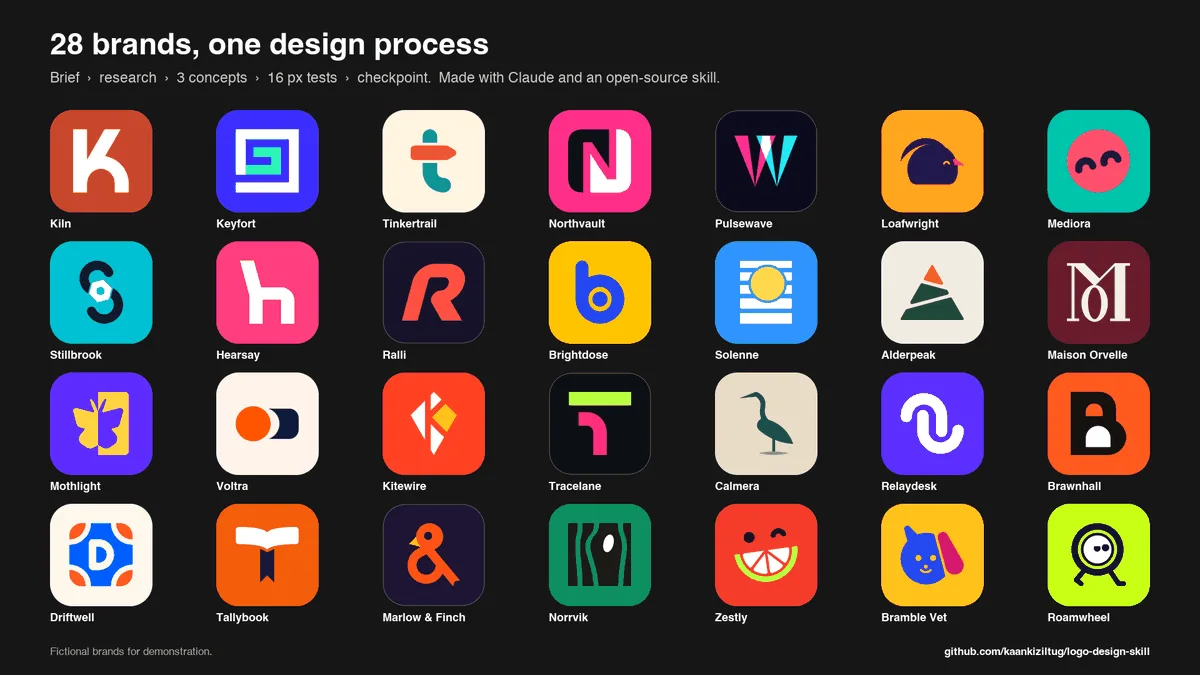 28 brands, one design process
Brief › research › 3 concepts › 16 px tests › checkpoint. Made with Claude and an open-source skill.
Kiln
Keyfort
Tinkertrail
Northvault
Pulsewave
Loafwright
Mediora
Stillbrook
Hearsay
Ralli
Brightdose
Solenne
Alderpeak
Maison Orvelle
Mothlight
Voltra
Kitewire
Tracelane
Calmera
Relaydesk
Brawnhall
D
Driftwell
Tallybook
Marlow & Finch
Norrvik
Zestly
Bramble Vet
Roamwheel
Fictional brands for demonstration.
github.com/kaankiziltug/logo-design-skill